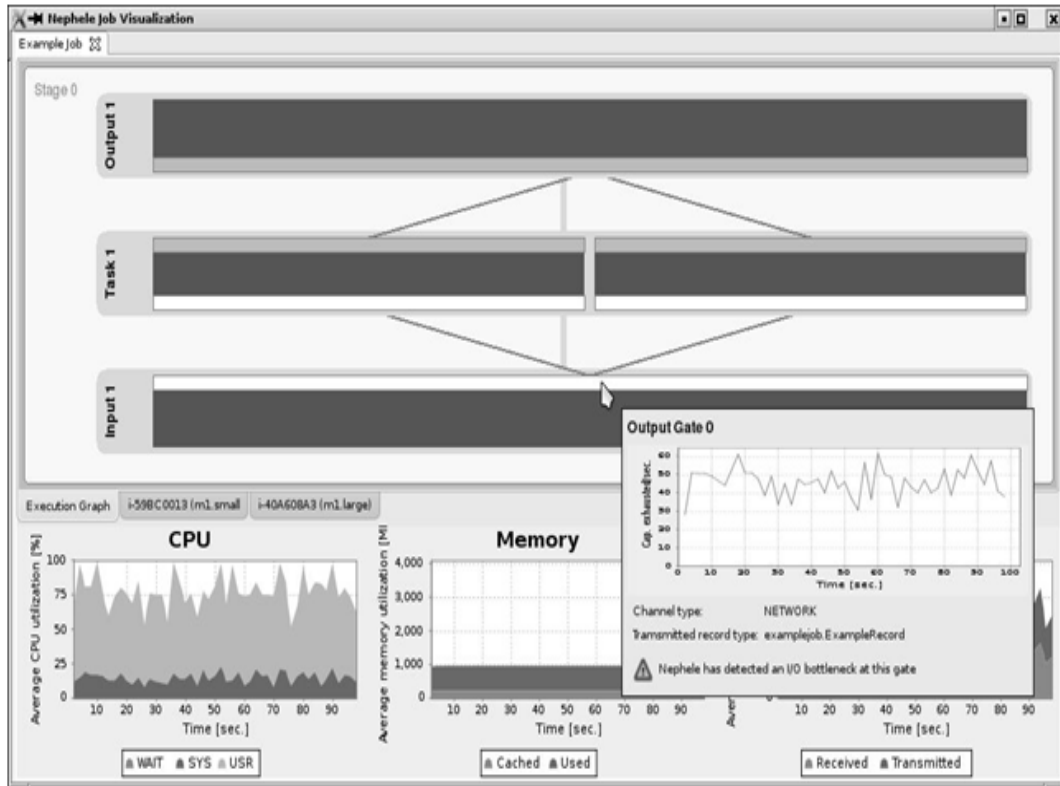 Nephele Job Visualization
Example Job
Stage 0
Output 1
Task 1
Input 1
Output Gate 0
Cap. exhausted/sec.
60
50
40
30
20
10
0
0 10 20 30 40 50 60 70 80 90 100
Time [sec.]
Channel type: NETWORK
Transmitted record type: examplejob.ExampleRecord
Nephele has detected an I/O bottleneck at this gate
Execution Graph
i-59BC0013 (m1.small
i-40A608A3 (m1.large)
CPU
Average CPU utilization [%]
100
75
50
25
0
10 20 30 40 50 60 70 80 90
Time [sec.]
WAIT SYS USR
Memory
Average memory utilization [M
4,000
3,000
2,000
1,000
0
10 20 30 40 50 60 70 80 90
Time [sec.]
Cached Used
Aver
10 20 30 40 50 60 70 80 90
Time [sec.]
Received Transmitted